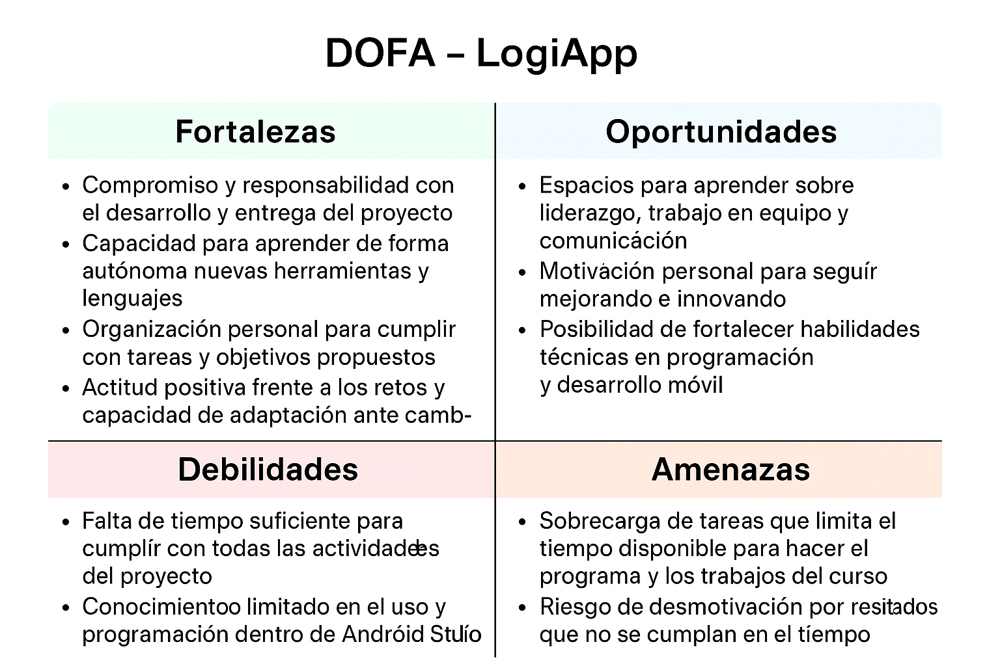 DOFA – LogiApp
Fortalezas
• Compromiso y responsabilidad con
el desarrollo y entrega del proyecto
• Capacidad para aprender de forma
autónoma nuevas herramientas y
lenguajes
• Organización personal para cumplir
con tareas y objetivos propuestos
• Actitud positiva frente a los retos y
capacidad de adaptación ante camb-
Oportunidades
• Espacios para aprender sobre
liderazgo, trabajo en equipo y
comunicáción
• Motivación personal para seguír
mejorando e innovando
• Posibilidad de fortalecer habilidades
técnicas en programación
y desarrollo móvil
Debilidades
• Falta de tiempo suficiente para
cumplír con todas las
del proyecto
• Conocimientoo limitado en el uso y
programación dentro de Andróid Stulío
Amenazas
• Sobrecarga de tareas que limita el
tiempo disponible para hacer el
programa y los trabajos del curso
• Riesgo de desmotivación por resitados
que no se cumplan en el tíempo